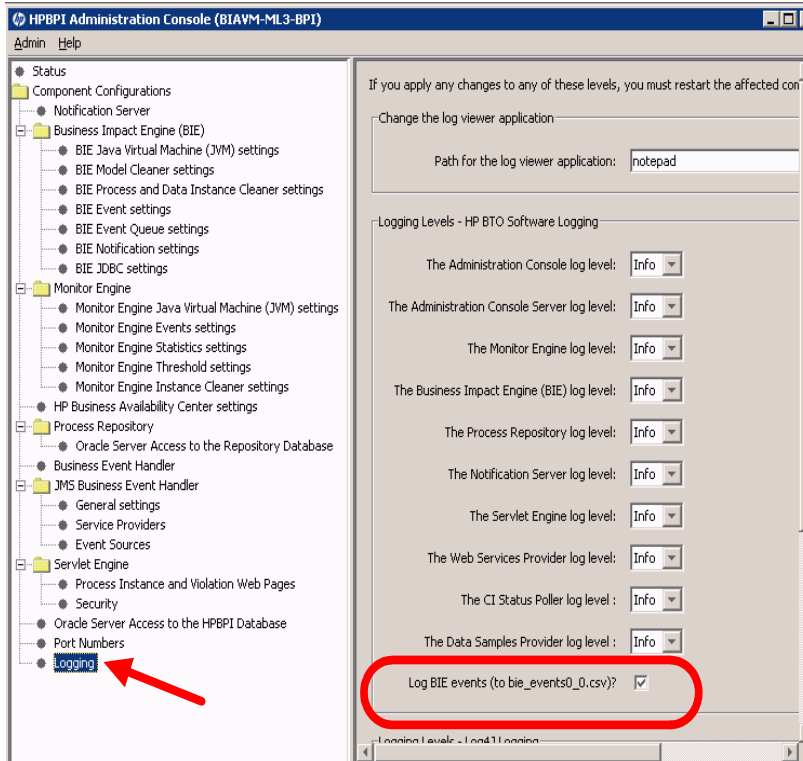 HPBPI Administration Console (BIAVM-ML3-BPI)
Admin Help
Status
Component Configurations
Notification Server
Business Impact Engine (BIE)
BIE Java Virtual Machine (JVM) settings
BIE Model Cleaner settings
BIE Process and Data Instance Cleaner settings
BIE Event settings
BIE Event Queue settings
BIE Notification settings
BIE JDBC settings
Monitor Engine
Monitor Engine Java Virtual Machine (JVM) settings
Monitor Engine Events settings
Monitor Engine Statistics settings
Monitor Engine Threshold settings
Monitor Engine Instance Cleaner settings
HP Business Availability Center settings
Process Repository
Oracle Server Access to the Repository Database
Business Event Handler
JMS Business Event Handler
General settings
Service Providers
Event Sources
Servlet Engine
Process Instance and Violation Web Pages
Security
Oracle Server Access to the HPBPI Database
Port Numbers
Logging
If you apply any changes to any of these levels, you must restart the affected com
Change the log viewer application
Path for the log viewer application: notepad
Logging Levels - HP BTO Software Logging
The Administration Console log level: Info
The Administration Console Server log level: Info
The Monitor Engine log level: Info
The Business Impact Engine (BIE) log level: Info
The Process Repository log level: Info
The Notification Server log level: Info
The Servlet Engine log level: Info
The Web Services Provider log level: Info
The CI Status Poller log level : Info
The Data Samples Provider log level : Info
Log BIE events (to bie_events0_0.csv)?
Logging Levels - Log4J Logging